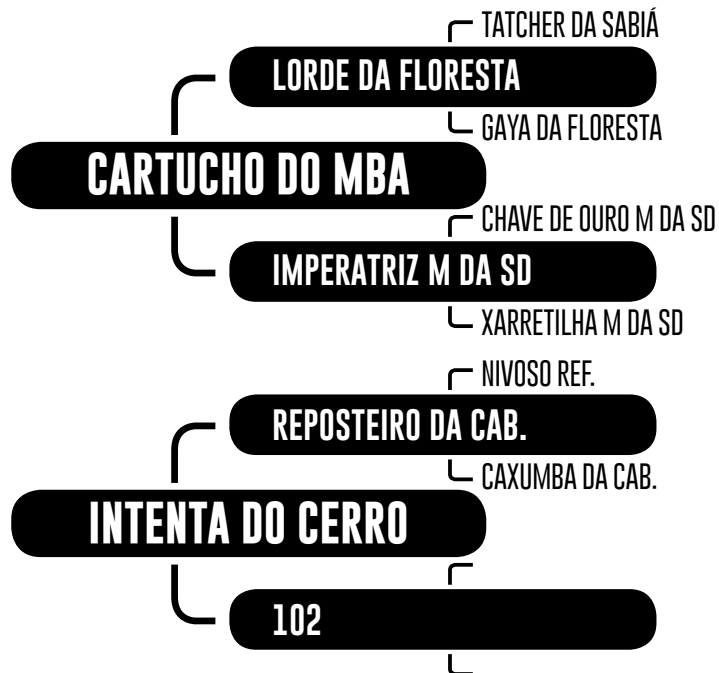 TATCHER DA SABIÁ
LORDE DA FLORESTA
GAYA DA FLORESTA
CARTUCHO DO MBA
CHAVE DE OURO M DA SD
IMPERATRIZ M DA SD
XARRETILHA M DA SD
NIVOSO REF.
REPOSTEIRO DA CAB.
CAXUMBA DA CAB.
INTENTA DO CERRO
102